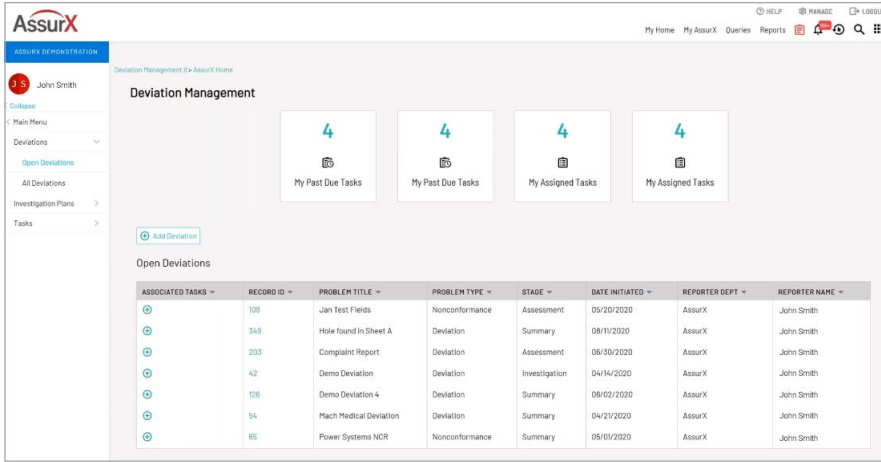 HELP MANAGE LOGOU
AssurX
My Home My AssurX Queries Reports
ASSURX DEMONSTRATION
J S John Smith
Collapse
Main Menu
Deviations
Open Deviations
All Deviations
Investigation Plans
Tasks
Deviation Management II > AssurX Home
Deviation Management
4 4 4 4
My Past Due Tasks My Past Due Tasks My Assigned Tasks My Assigned Tasks
Add Deviation
Open Deviations
ASSOCIATED TASKS RECORD ID PROBLEM TITLE PROBLEM TYPE STAGE DATE INITIATED REPORTER DEPT REPORTER NAME
108 Jan Test Fields Nonconformance Assessment 05/20/2020 AssurX John Smith
349 Hole found in Sheet A Deviation Summary 08/11/2020 AssurX John Smith
203 Complaint Report Deviation Assessment 06/30/2020 AssurX John Smith
42 Demo Deviation Deviation Investigation 04/14/2020 AssurX John Smith
126 Demo Deviation 4 Deviation Summary 06/02/2020 AssurX John Smith
54 Mach Medical Deviation Deviation Summary 04/21/2020 AssurX John Smith
65 Power Systems NCR Nonconformance Summary 05/01/2020 AssurX John Smith